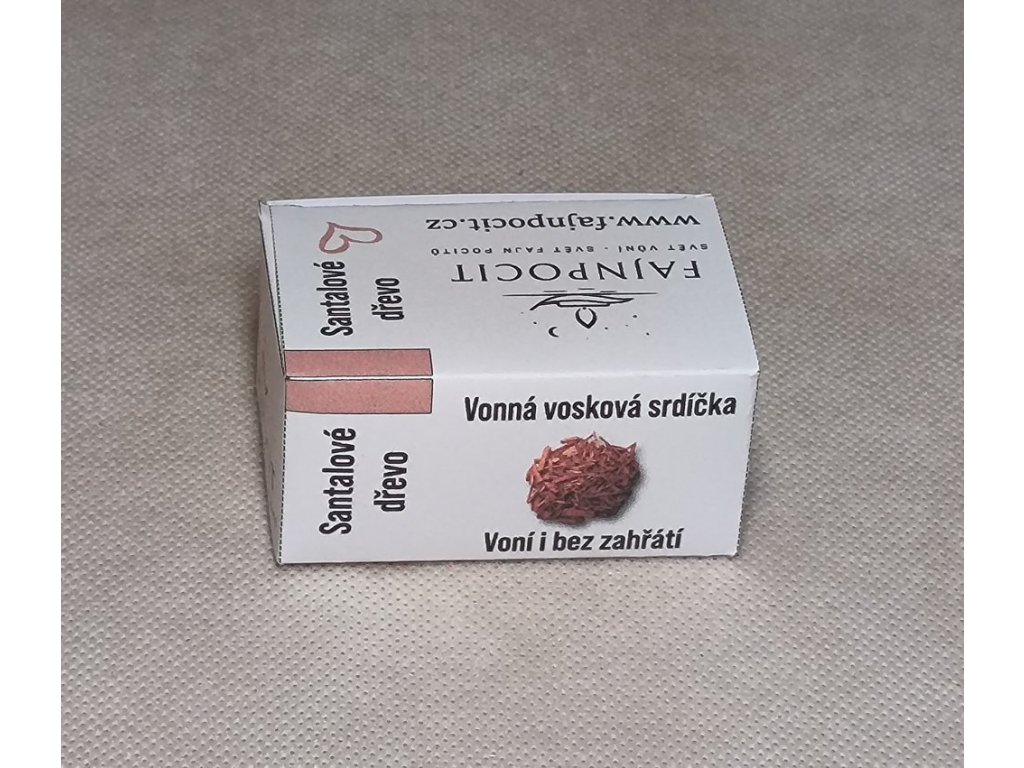 www.fajnpocit.cz
SVĚT VŮNÍ - SVĚT FAJN POCITŮ
FAJNPOCIT
Santalové
dřevo
Vonná vosková srdíčka
Voní i bez zahřátí
Santalové
dřevo